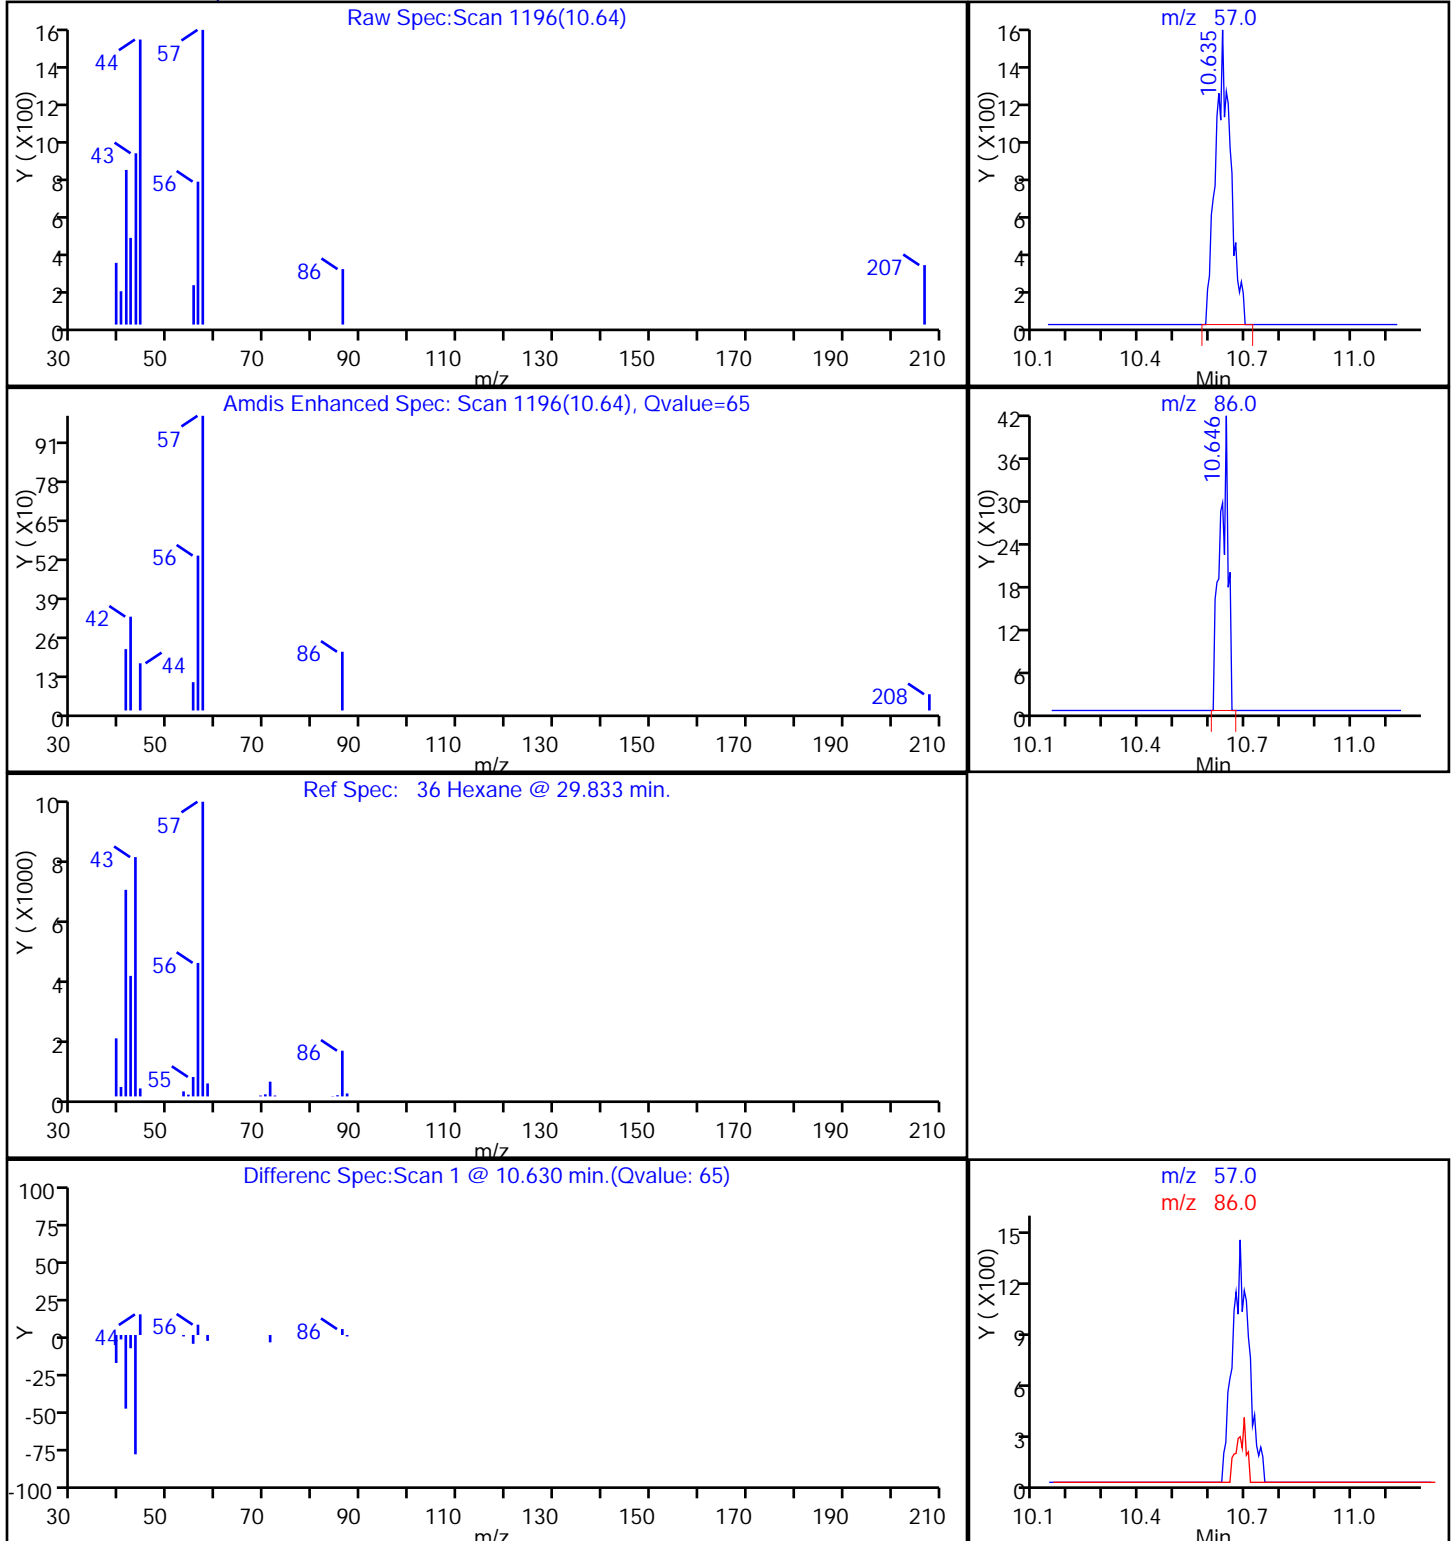 Raw Spec:Scan 1196(10.64)
Y ( X100)
16
14
12
10
8
6
4
2
0
44
57
43
56
86
207
30 50 70 90 110 130 150 170 190 210
m/z
m/z 57.0
Y ( X100)
16
14
12
10
8
6
4
2
0
10.635
10.1 10.4 10.7 11.0
Min
Amdis Enhanced Spec: Scan 1196(10.64), Qvalue=65
Y ( X10)
91
78
65
52
39
26
13
0
57
56
42
44
86
208
30 50 70 90 110 130 150 170 190 210
m/z
m/z 86.0
Y ( X10)
42
36
30
24
18
12
6
0
10.646
10.1 10.4 10.7 11.0
Min
Ref Spec: 36 Hexane @ 29.833 min.
Y ( X1000)
10
8
6
4
2
0
57
43
56
55
86
30 50 70 90 110 130 150 170 190 210
m/z
Differenc Spec:Scan 1 @ 10.630 min.(Qvalue: 65)
Y
100
75
50
25
0
-25
-50
-75
-100
44
56
86
30 50 70 90 110 130 150 170 190 210
m/z
m/z 57.0
m/z 86.0
Y ( X100)
15
12
9
6
3
0
10.1 10.4 10.7 11.0
Min